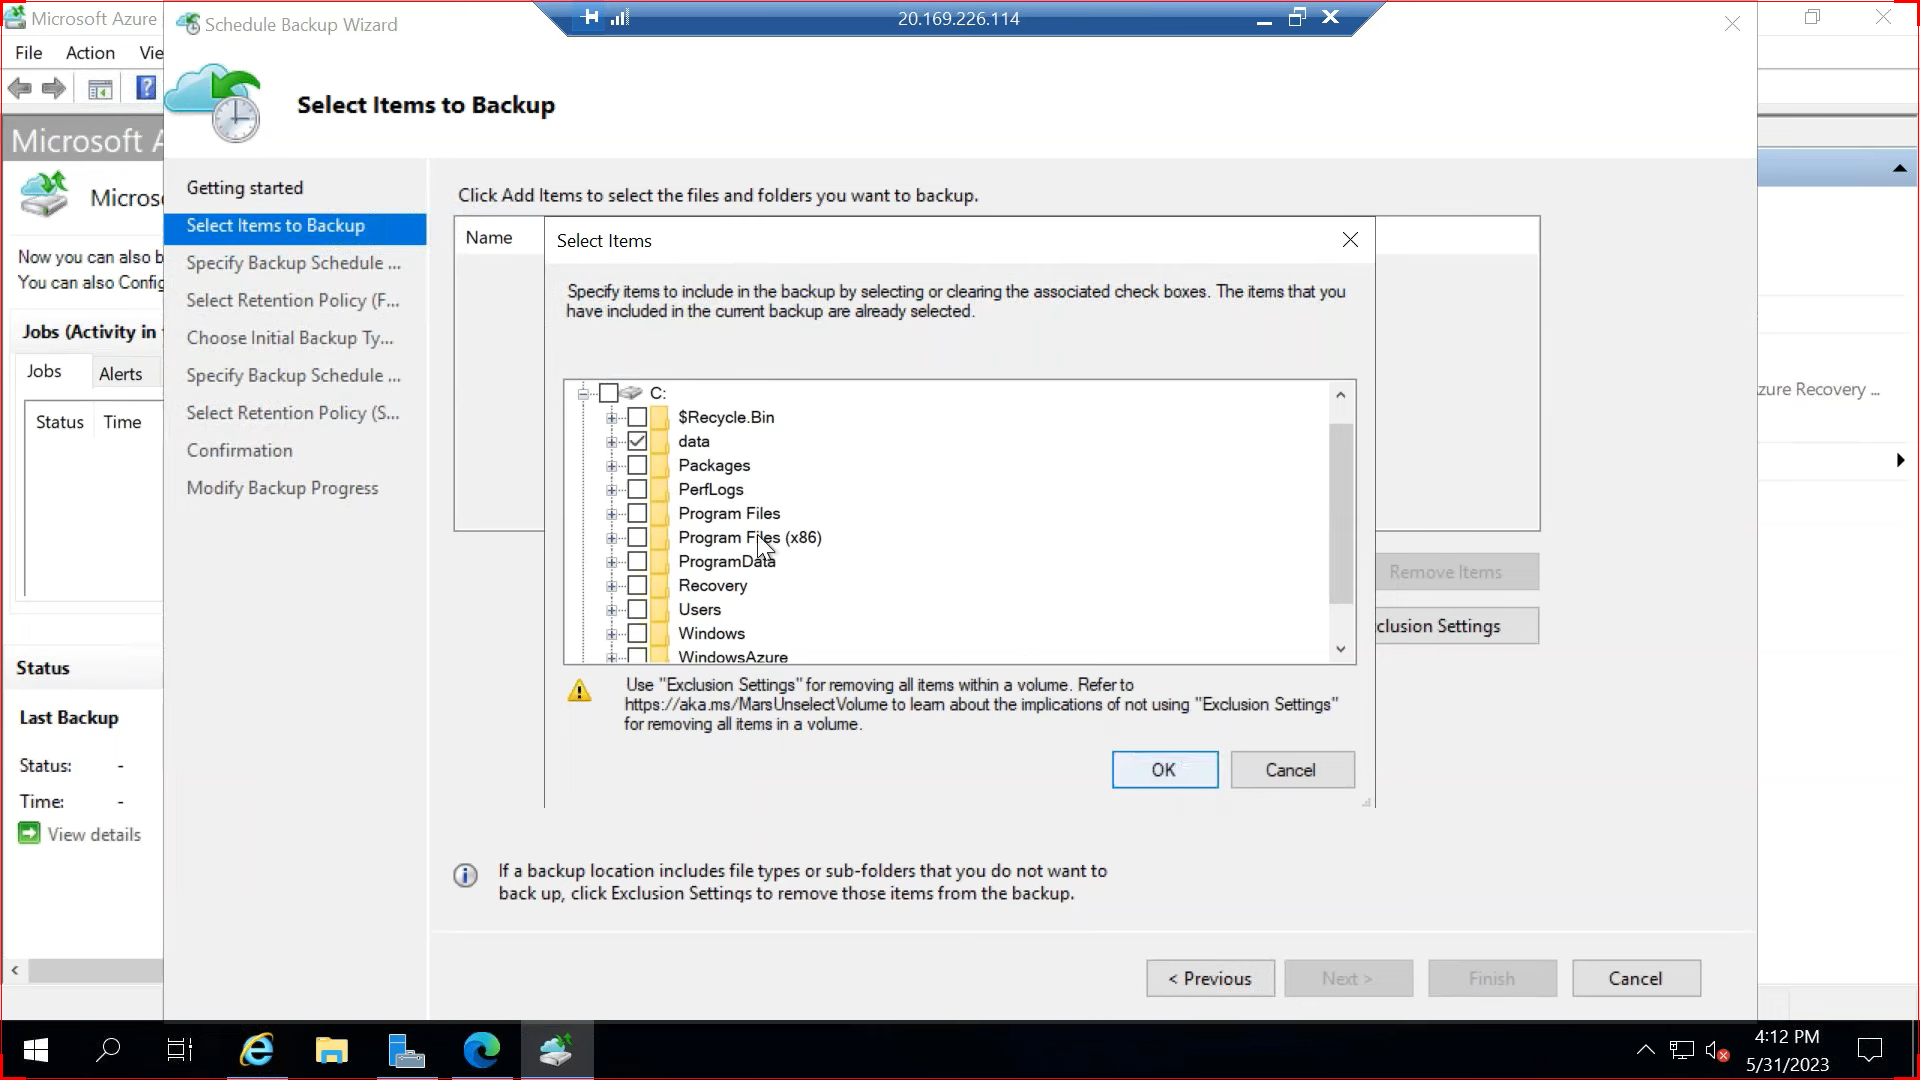 Microsoft Azure
Schedule Backup Wizard
20.169.226.114
File Action Vie
Select Items to Backup
Microsoft A
Microso
Now you can also b
You can also Config
Jobs (Activity in
Jobs Alerts
Status Time
Status
Last Backup
Status: -
Time: -
View details
Getting started
Select Items to Backup
Specify Backup Schedule ...
Select Retention Policy (F...
Choose Initial Backup Ty...
Specify Backup Schedule ...
Select Retention Policy (S...
Confirmation
Modify Backup Progress
Click Add Items to select the files and folders you want to backup.
Name
Select Items
Specify items to include in the backup by selecting or clearing the associated check boxes. The items that you
have included in the current backup are already selected.
C:
$Recycle.Bin
data
Packages
PerfLogs
Program Files
Program Files (x86)
ProgramData
Recovery
Users
Windows
WindowsAzure
Use "Exclusion Settings" for removing all items within a volume. Refer to
https://aka.ms/MarsUnselectVolume to learn about the implications of not using "Exclusion Settings"
for removing all items in a volume.
OK Cancel
Remove Items
clusion Settings
zure Recovery ...
If a backup location includes file types or sub-folders that you do not want to
back up, click Exclusion Settings to remove those items from the backup.
< Previous Next > Finish Cancel
4:12 PM
5/31/2023